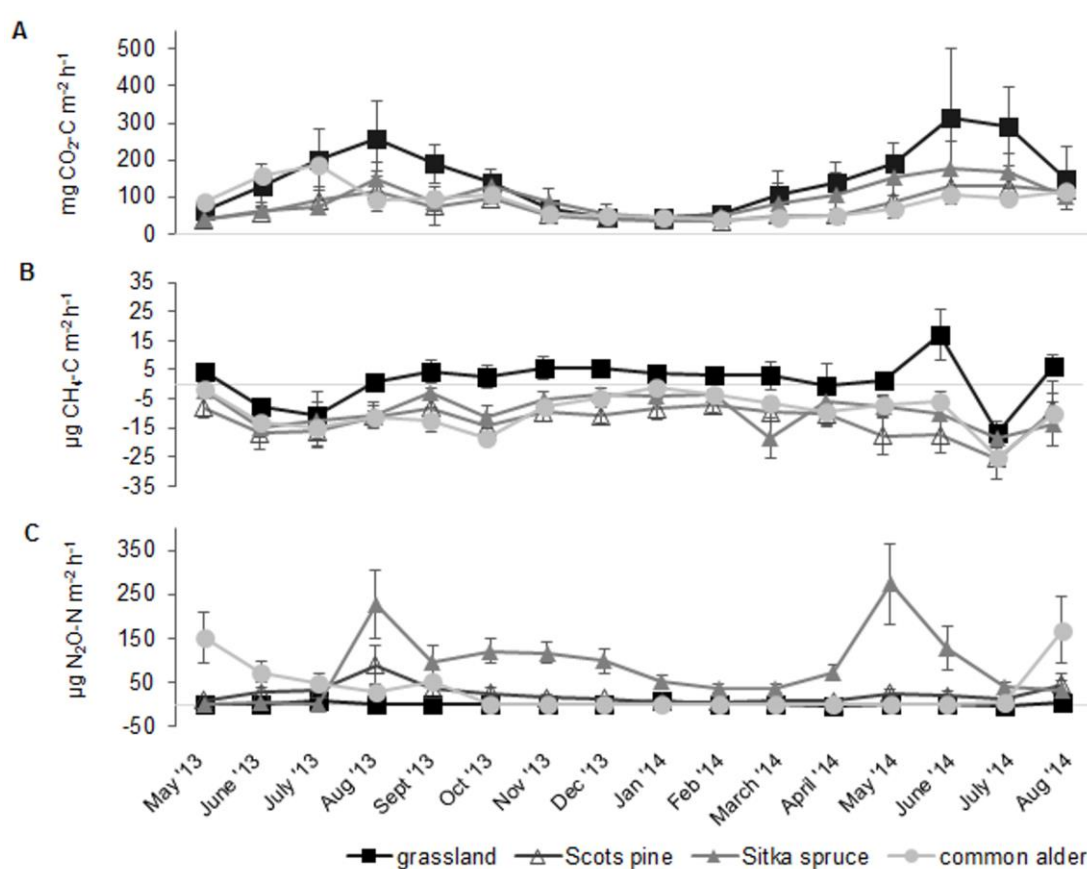 A
mg CO₂-C m⁻² h⁻¹
500
400
300
200
100
0
B
µg CH₄-C m⁻² h⁻¹
35
25
15
5
-5
-15
-25
-35
C
µg N₂O-N m⁻² h⁻¹
350
250
150
50
-50
May '13
June '13
July '13
Aug '13
Sept '13
Oct '13
Nov '13
Dec '13
Jan '14
Feb '14
March '14
April '14
May '14
June '14
July '14
Aug '14
grassland Scots pine Sitka spruce common alder